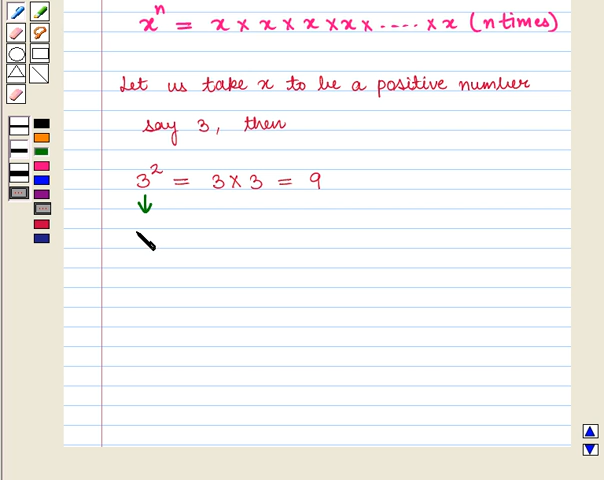 xⁿ = x × x × x × x × ..... × x (n times)
Let us take x to be a positive number
say 3, then
3² = 3 × 3 = 9